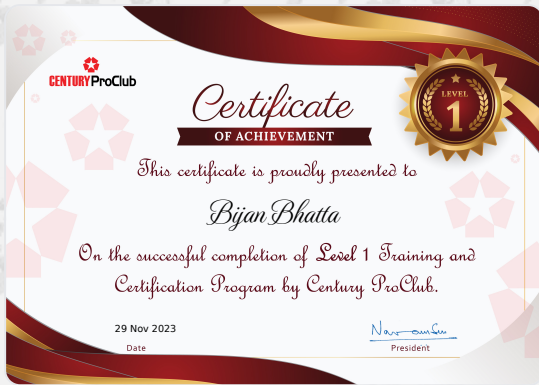 CENTURY ProClub
Certificate
OF ACHIEVEMENT
LEVEL
1
This certificate is proudly presented to
Bijan Bhatta
On the successful completion of Level 1 Training and
Certification Program by Century ProClub.
29 Nov 2023
Date
President